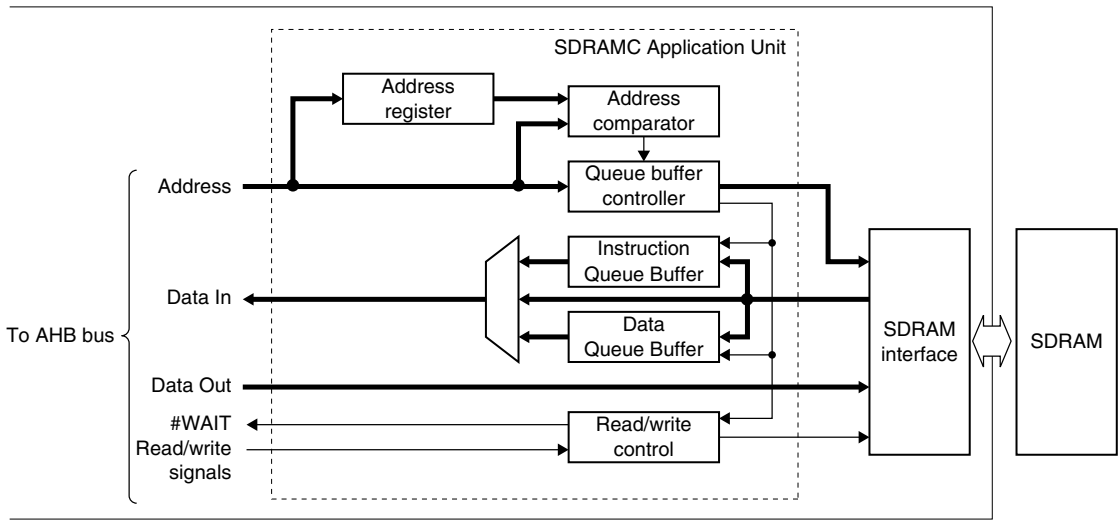 SDRAMC Application Unit
Address
register
Address
comparator
Address
Queue buffer
controller
Instruction
Queue Buffer
Data In
To AHB bus
Data
Queue Buffer
SDRAM
interface
SDRAM
Data Out
#WAIT
Read/write
signals
Read/write
control